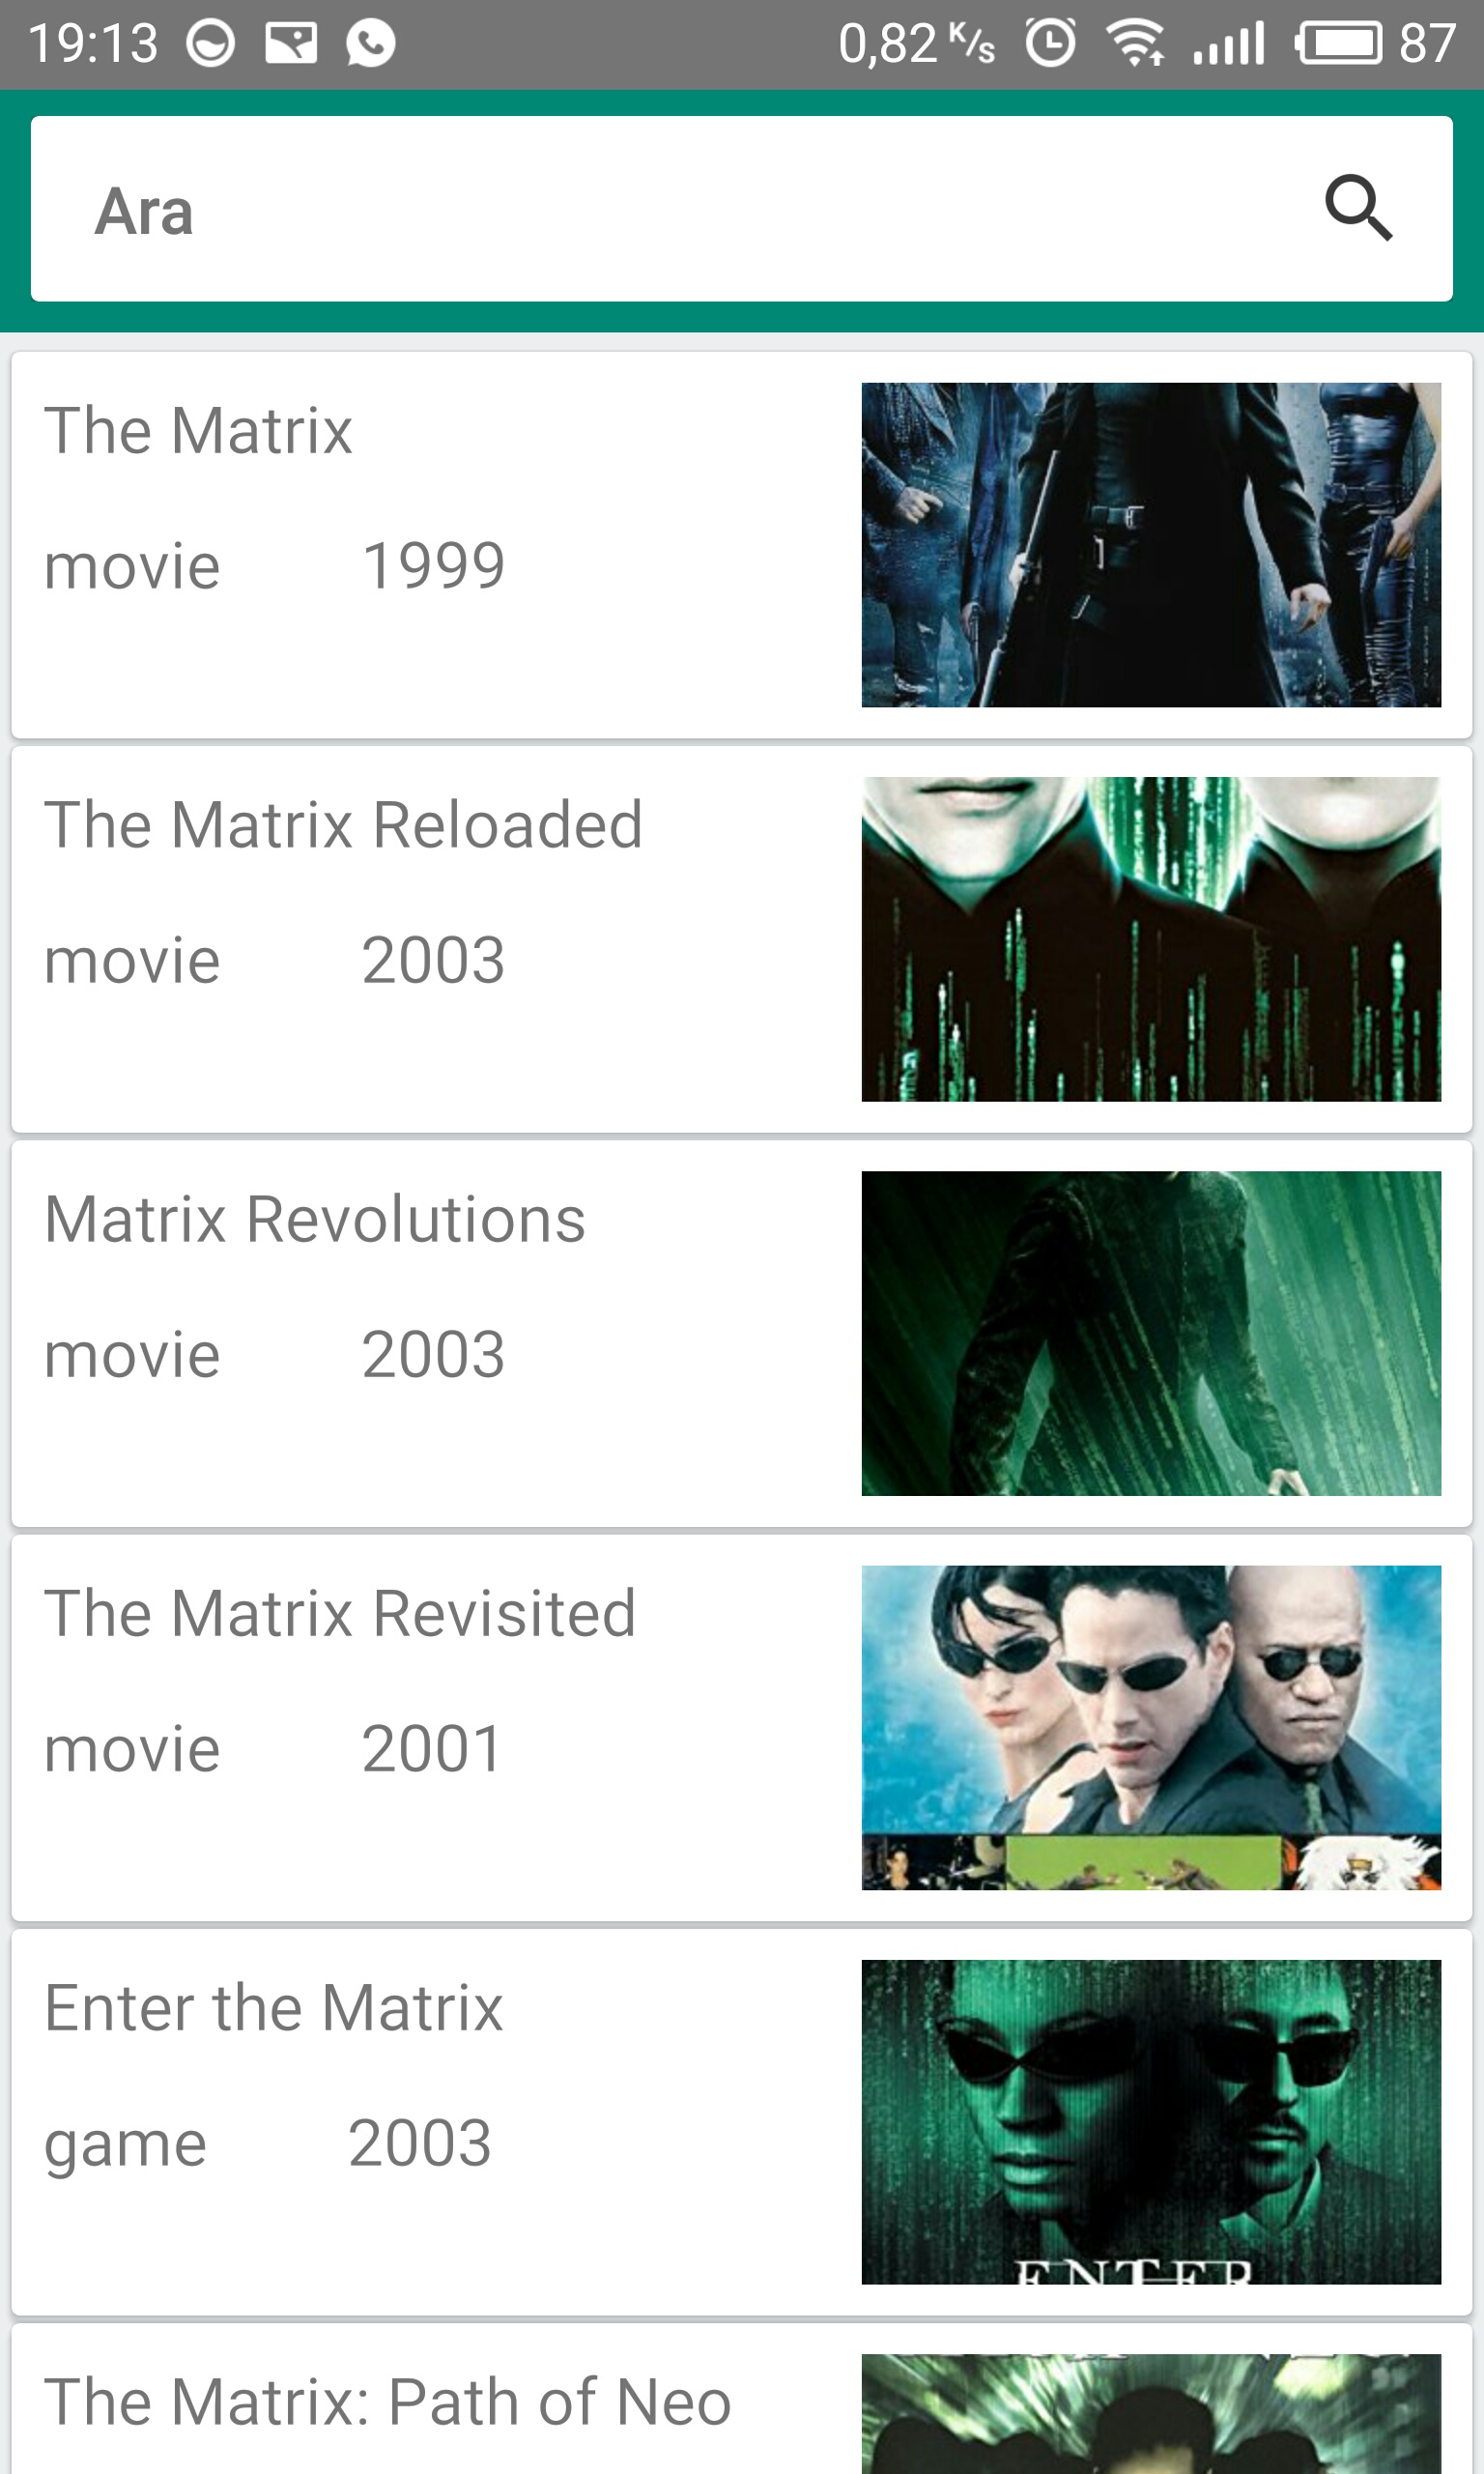 19:13 0,82 K/s 87
Ara
The Matrix
movie 1999
The Matrix Reloaded
movie 2003
Matrix Revolutions
movie 2003
The Matrix Revisited
movie 2001
Enter the Matrix
game 2003
ENTER
The Matrix: Path of Neo